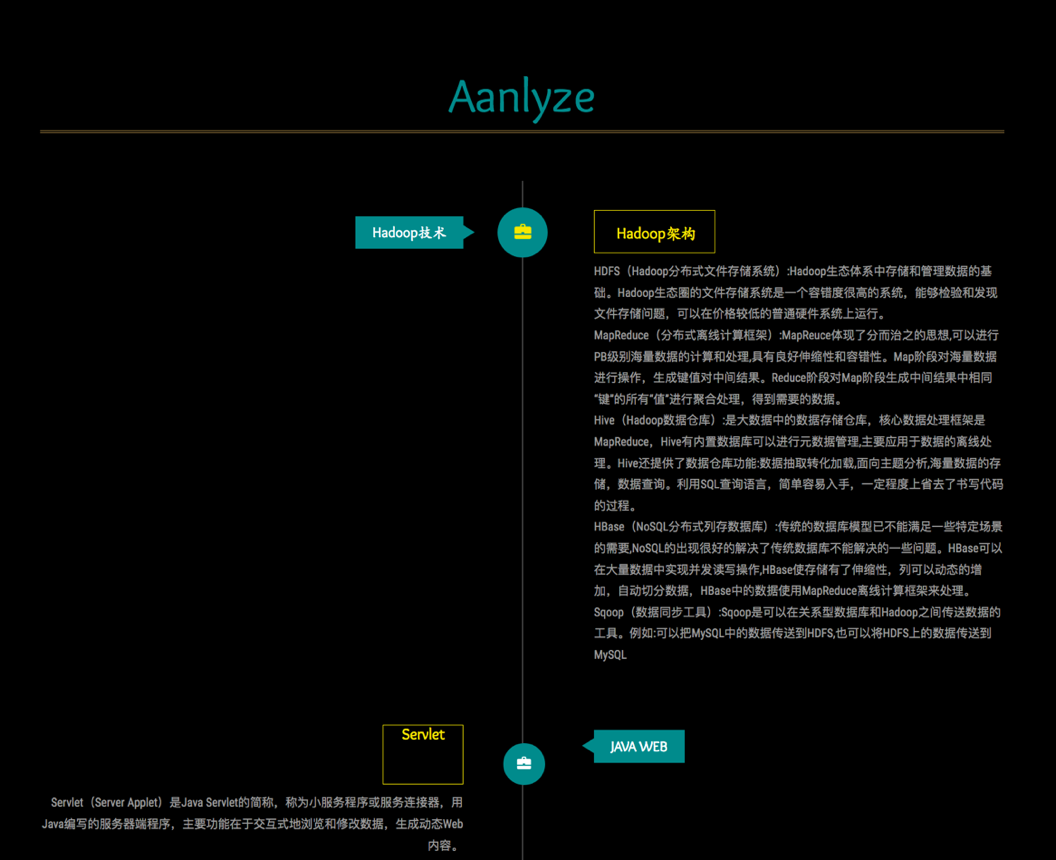 Aanlyze
Hadoop技术
Hadoop架构
HDFS（Hadoop分布式文件存储系统）:Hadoop生态体系中存储和管理数据的基
础。Hadoop生态圈的文件存储系统是一个容错度很高的系统，能够检验和发现
文件存储问题，可以在价格较低的普通硬件系统上运行。
MapReduce（分布式离线计算框架）:MapReuce体现了分而治之的思想,可以进行
PB级别海量数据的计算和处理,具有良好伸缩性和容错性。Map阶段对海量数据
进行操作，生成键值对中间结果。Reduce阶段对Map阶段生成中间结果中相同
“键”的所有“值”进行聚合处理，得到需要的数据。
Hive（Hadoop数据仓库）:是大数据中的数据存储仓库，核心数据处理框架是
MapReduce，Hive有内置数据库可以进行元数据管理,主要应用于数据的离线处
理。Hive还提供了数据仓库功能:数据抽取转化加载,面向主题分析,海量数据的存
储，数据查询。利用SQL查询语言，简单容易入手，一定程度上省去了书写代码
的过程。
HBase（NoSQL分布式列存数据库）:传统的数据库模型已不能满足一些特定场景
的需要,NoSQL的出现很好的解决了传统数据库不能解决的一些问题。HBase可以
在大量数据中实现并发读写操作,HBase使存储有了伸缩性，列可以动态的增
加，自动切分数据，HBase中的数据使用MapReduce离线计算框架来处理。
Sqoop（数据同步工具）:Sqoop是可以在关系型数据库和Hadoop之间传送数据的
工具。例如:可以把MySQL中的数据传送到HDFS,也可以将HDFS上的数据传送到
MySQL
Servlet
JAVA WEB
Servlet（Server Applet）是Java Servlet的简称，称为小服务程序或服务连接器，用
Java编写的服务器端程序，主要功能在于交互式地浏览和修改数据，生成动态Web
内容。